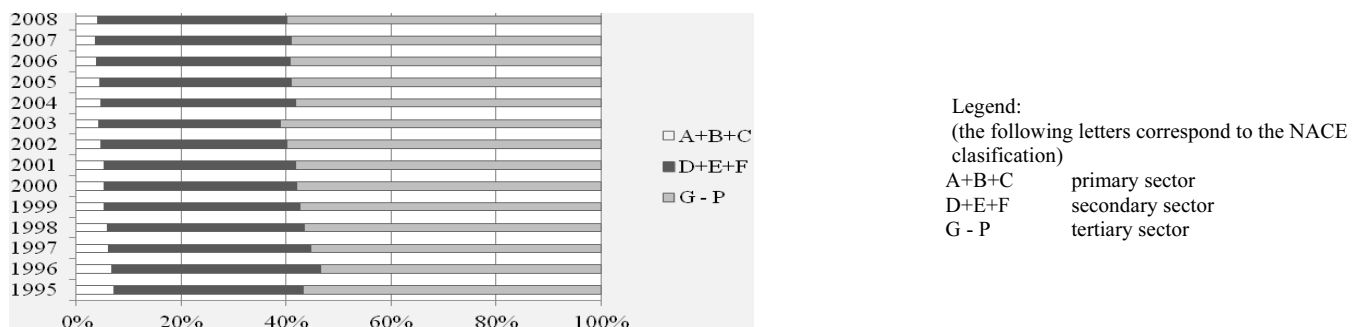 2008
2007
2006
2005
2004
2003
2002
2001
2000
1999
1998
1997
1996
1995
0% 20% 40% 60% 80% 100%
A+B+C
D+E+F
G - P
Legend:
(the following letters correspond to the NACE
clasification)
A+B+C primary sector
D+E+F secondary sector
G - P tertiary sector